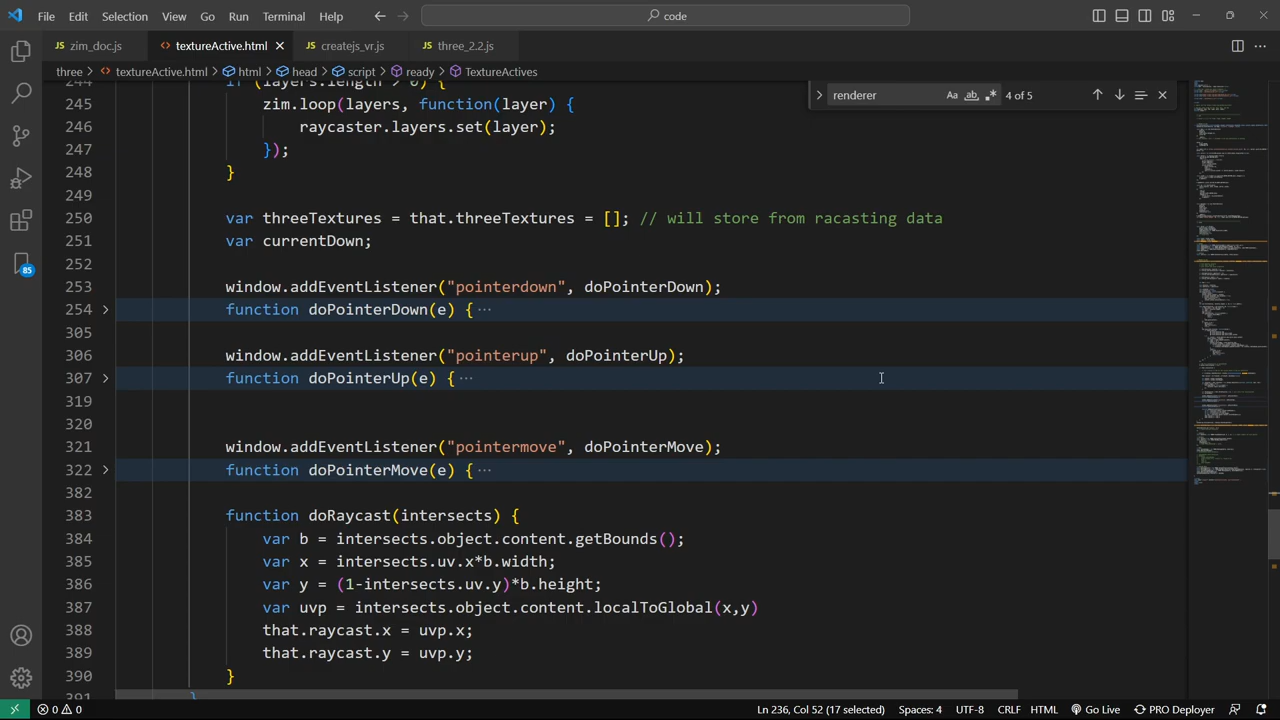 File Edit Selection View Go Run Terminal Help code
zim_doc.js textureActive.html createjs_vr.js three_2.2.js
three > textureActive.html > html > head > script > ready > TextureActives
renderer ab 4 of 5
244 if (layers.length > 0) {
245 zim.loop(layers, function(layer) {
246 raycaster.layers.set(layer);
247 });
248 }
249
250 var threeTextures = that.threeTextures = []; // will store from racasting data
251 var currentDown;
252
253 window.addEventListener("pointerdown", doPointerDown);
254 function doPointerDown(e) {···
305
306 window.addEventListener("pointerup", doPointerUp);
307 function doPointerUp(e) {···
319
320
321 window.addEventListener("pointermove", doPointerMove);
322 function doPointerMove(e) {···
382
383 function doRaycast(intersects) {
384 var b = intersects.object.content.getBounds();
385 var x = intersects.uv.x*b.width;
386 var y = (1-intersects.uv.y)*b.height;
387 var uvp = intersects.object.content.localToGlobal(x,y)
388 that.raycast.x = uvp.x;
389 that.raycast.y = uvp.y;
390 }
391 }
85
0 0 Ln 236, Col 52 (17 selected) Spaces: 4 UTF-8 CRLF HTML Go Live PRO Deployer